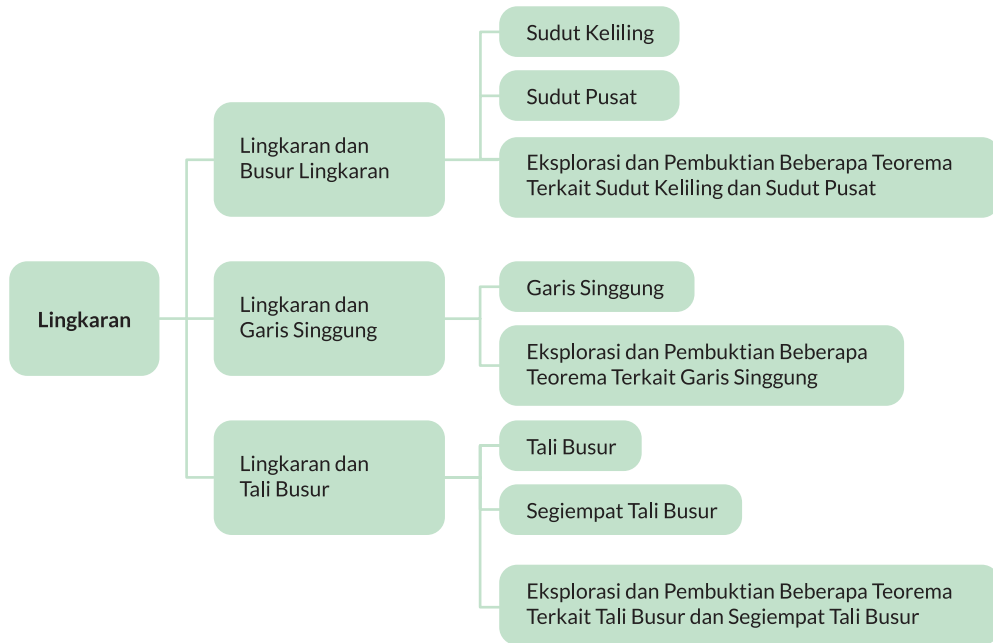 Lingkaran
Lingkaran dan
Busur Lingkaran
Sudut Keliling
Sudut Pusat
Eksplorasi dan Pembuktian Beberapa Teorema
Terkait Sudut Keliling dan Sudut Pusat
Lingkaran dan
Garis Singgung
Garis Singgung
Eksplorasi dan Pembuktian Beberapa
Teorema Terkait Garis Singgung
Lingkaran dan
Tali Busur
Tali Busur
Segiempat Tali Busur
Eksplorasi dan Pembuktian Beberapa Teorema
Terkait Tali Busur dan Segiempat Tali Busur